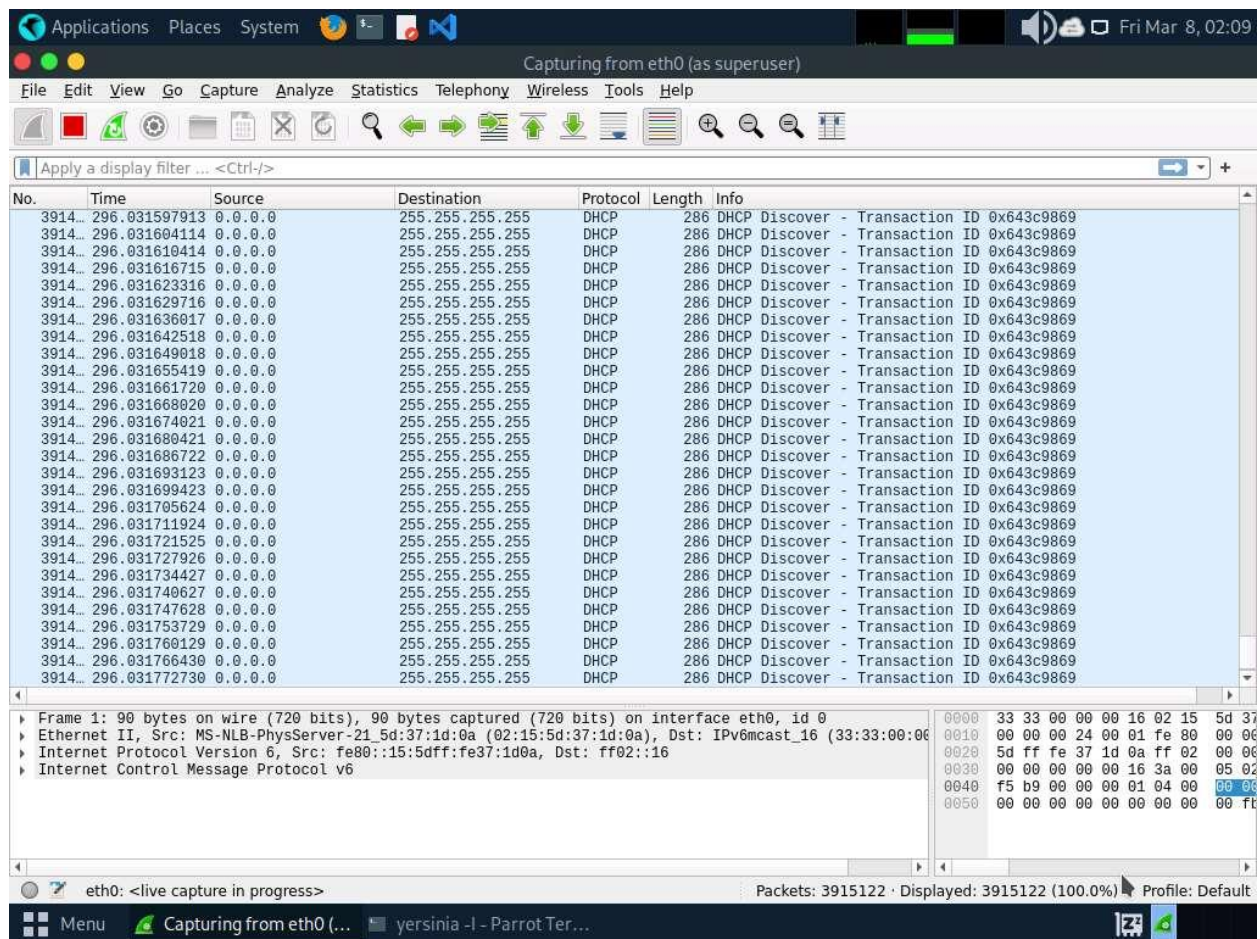 Applications Places System Fri Mar 8, 02:09
Capturing from eth0 (as superuser)
File Edit View Go Capture Analyze Statistics Telephony Wireless Tools Help
Apply a display filter ... <Ctrl-/> +
No. Time Source Destination Protocol Length Info
3914… 296.031597913 0.0.0.0 255.255.255.255 DHCP 286 DHCP Discover - Transaction ID 0x643c9869
3914… 296.031604114 0.0.0.0 255.255.255.255 DHCP 286 DHCP Discover - Transaction ID 0x643c9869
3914… 296.031610414 0.0.0.0 255.255.255.255 DHCP 286 DHCP Discover - Transaction ID 0x643c9869
3914… 296.031616715 0.0.0.0 255.255.255.255 DHCP 286 DHCP Discover - Transaction ID 0x643c9869
3914… 296.031623316 0.0.0.0 255.255.255.255 DHCP 286 DHCP Discover - Transaction ID 0x643c9869
3914… 296.031629716 0.0.0.0 255.255.255.255 DHCP 286 DHCP Discover - Transaction ID 0x643c9869
3914… 296.031636017 0.0.0.0 255.255.255.255 DHCP 286 DHCP Discover - Transaction ID 0x643c9869
3914… 296.031642518 0.0.0.0 255.255.255.255 DHCP 286 DHCP Discover - Transaction ID 0x643c9869
3914… 296.031649018 0.0.0.0 255.255.255.255 DHCP 286 DHCP Discover - Transaction ID 0x643c9869
3914… 296.031655419 0.0.0.0 255.255.255.255 DHCP 286 DHCP Discover - Transaction ID 0x643c9869
3914… 296.031661720 0.0.0.0 255.255.255.255 DHCP 286 DHCP Discover - Transaction ID 0x643c9869
3914… 296.031668020 0.0.0.0 255.255.255.255 DHCP 286 DHCP Discover - Transaction ID 0x643c9869
3914… 296.031674021 0.0.0.0 255.255.255.255 DHCP 286 DHCP Discover - Transaction ID 0x643c9869
3914… 296.031680421 0.0.0.0 255.255.255.255 DHCP 286 DHCP Discover - Transaction ID 0x643c9869
3914… 296.031686722 0.0.0.0 255.255.255.255 DHCP 286 DHCP Discover - Transaction ID 0x643c9869
3914… 296.031693123 0.0.0.0 255.255.255.255 DHCP 286 DHCP Discover - Transaction ID 0x643c9869
3914… 296.031699423 0.0.0.0 255.255.255.255 DHCP 286 DHCP Discover - Transaction ID 0x643c9869
3914… 296.031705624 0.0.0.0 255.255.255.255 DHCP 286 DHCP Discover - Transaction ID 0x643c9869
3914… 296.031711924 0.0.0.0 255.255.255.255 DHCP 286 DHCP Discover - Transaction ID 0x643c9869
3914… 296.031721525 0.0.0.0 255.255.255.255 DHCP 286 DHCP Discover - Transaction ID 0x643c9869
3914… 296.031727926 0.0.0.0 255.255.255.255 DHCP 286 DHCP Discover - Transaction ID 0x643c9869
3914… 296.031734427 0.0.0.0 255.255.255.255 DHCP 286 DHCP Discover - Transaction ID 0x643c9869
3914… 296.031740627 0.0.0.0 255.255.255.255 DHCP 286 DHCP Discover - Transaction ID 0x643c9869
3914… 296.031747628 0.0.0.0 255.255.255.255 DHCP 286 DHCP Discover - Transaction ID 0x643c9869
3914… 296.031753729 0.0.0.0 255.255.255.255 DHCP 286 DHCP Discover - Transaction ID 0x643c9869
3914… 296.031760129 0.0.0.0 255.255.255.255 DHCP 286 DHCP Discover - Transaction ID 0x643c9869
3914… 296.031766430 0.0.0.0 255.255.255.255 DHCP 286 DHCP Discover - Transaction ID 0x643c9869
3914… 296.031772730 0.0.0.0 255.255.255.255 DHCP 286 DHCP Discover - Transaction ID 0x643c9869
Frame 1: 90 bytes on wire (720 bits), 90 bytes captured (720 bits) on interface eth0, id 0
Ethernet II, Src: MS-NLB-PhysServer-21_5d:37:1d:0a (02:15:5d:37:1d:0a), Dst: IPv6mcast_16 (33:33:00:00
Internet Protocol Version 6, Src: fe80::15:5dff:fe37:1d0a, Dst: ff02::16
Internet Control Message Protocol v6
0000 33 33 00 00 00 16 02 15 5d 37
0010 00 00 00 24 00 01 fe 80 00 00
0020 5d ff fe 37 1d 0a ff 02 00 00
0030 00 00 00 00 00 16 3a 00 05 02
0040 f5 b9 00 00 00 01 04 00 00 00
0050 00 00 00 00 00 00 00 00 00 fb
eth0: <live capture in progress> Packets: 3915122 · Displayed: 3915122 (100.0%) Profile: Default
Menu Capturing from eth0 (... yersinia -I - Parrot Ter...